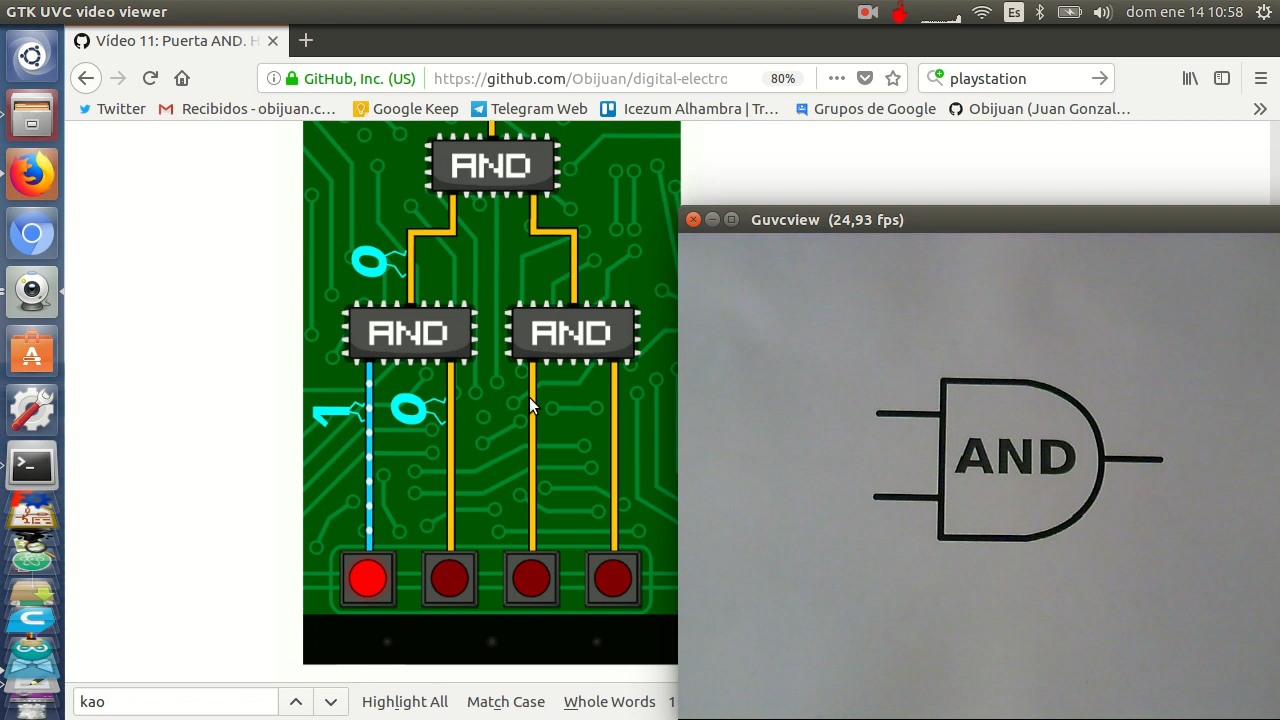 GTK UVC video viewer
Es
dom ene 14 10:58
Vídeo 11: Puerta AND. H
GitHub, Inc. (US)
https://github.com/Obijuan/digital-electro
80%
playstation
Twitter
Recibidos - obijuan.c…
Google Keep
Telegram Web
Icezum Alhambra | Tr…
Grupos de Google
Obijuan (Juan Gonzal…
AND
0
AND
AND
1
0
Guvcview (24,93 fps)
AND
kao
Highlight All
Match Case
Whole Words
1